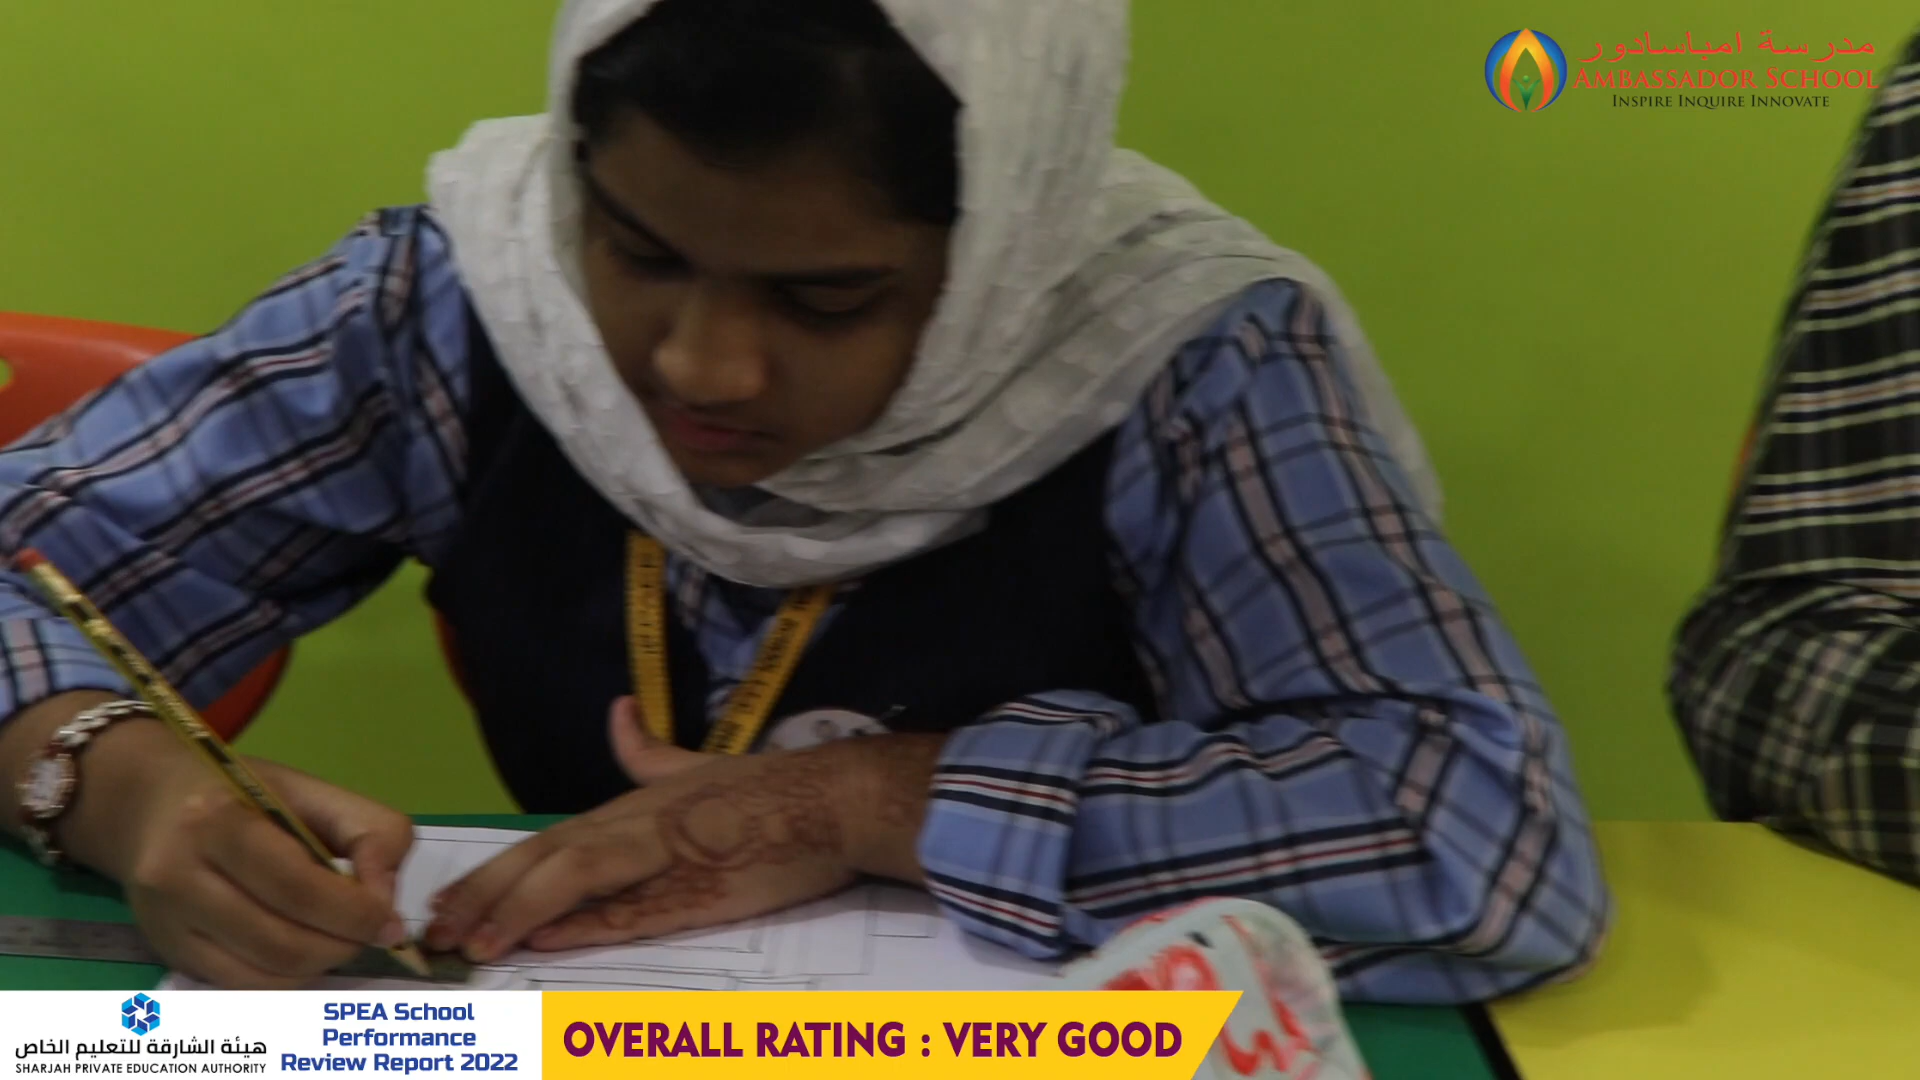 مدرسة امباسادور
AMBASSADOR SCHOOL
INSPIRE INQUIRE INNOVATE
هيئة الشارقة للتعليم الخاص
SHARJAH PRIVATE EDUCATION AUTHORITY
SPEA School
Performance
Review Report 2022
OVERALL RATING : VERY GOOD